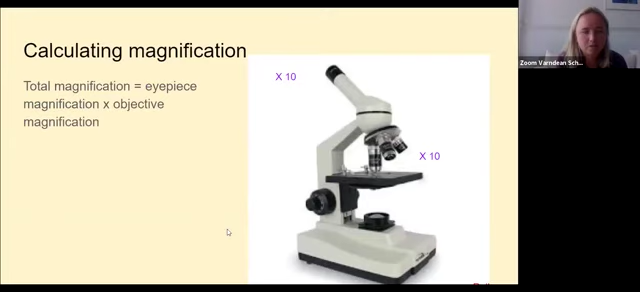 Calculating magnification
Total magnification = eyepiece
magnification x objective
magnification
X 10
X 10
Zoom Varndean Sch...